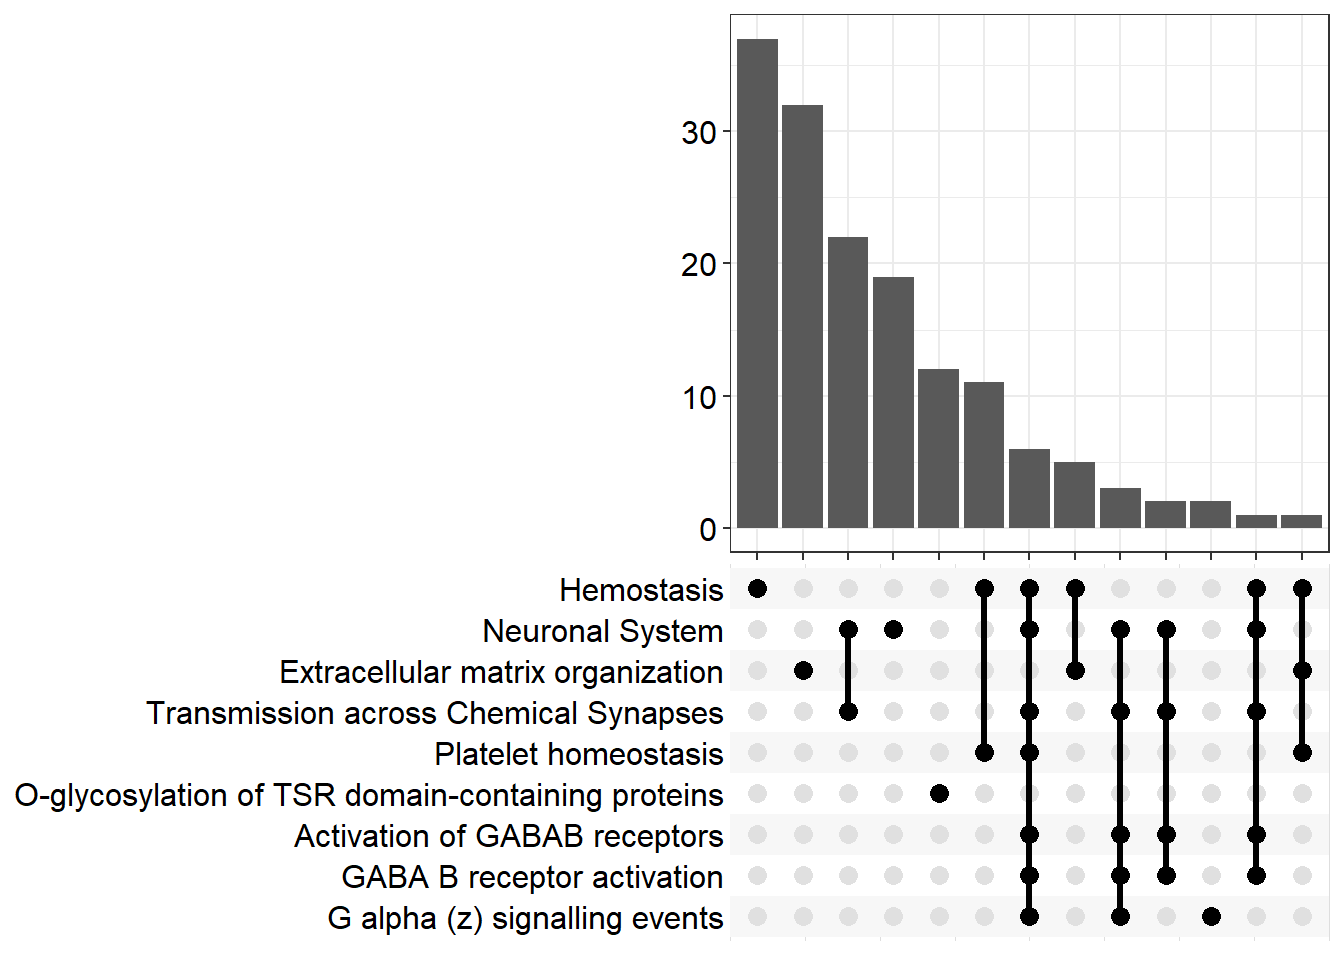 30
20
10
0
Hemostasis
Neuronal System
Extracellular matrix organization
Transmission across Chemical Synapses
Platelet homeostasis
O-glycosylation of TSR domain-containing proteins
Activation of GABAB receptors
GABA B receptor activation
G alpha (z) signalling events